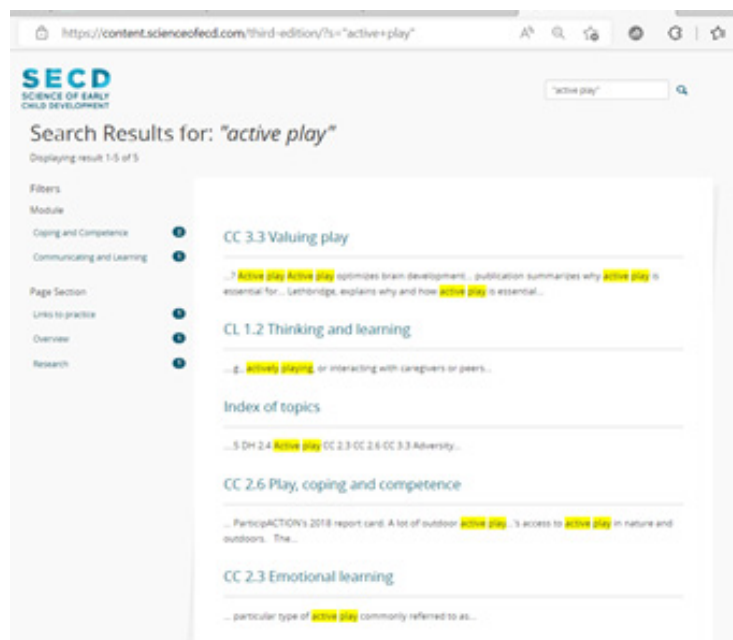 https://content.scienceofecd.com/third-edition/?s="active+play"
SECD
SCIENCE OF EARLY
CHILD DEVELOPMENT
"active play"
Search Results for: "active play"
Displaying result 1-5 of 5
Filters
Module
Coping and Competence
Communicating and Learning
Page Section
Links to practice
Overview
Research
CC 3.3 Valuing play
...? Active play Active play optimizes brain development... publication summarizes why active play is
essential for... Lethbridge, explains why and how active play is essential...
CL 1.2 Thinking and learning
...g., actively playing, or interacting with caregivers or peers...
Index of topics
...5 DH 2.4 Active play CC 2.3 CC 2.6 CC 3.3 Adversity...
CC 2.6 Play, coping and competence
... ParticipACTION's 2018 report card. A lot of outdoor active play...'s access to active play in nature and
outdoors. The...
CC 2.3 Emotional learning
... particular type of active play commonly referred to as...